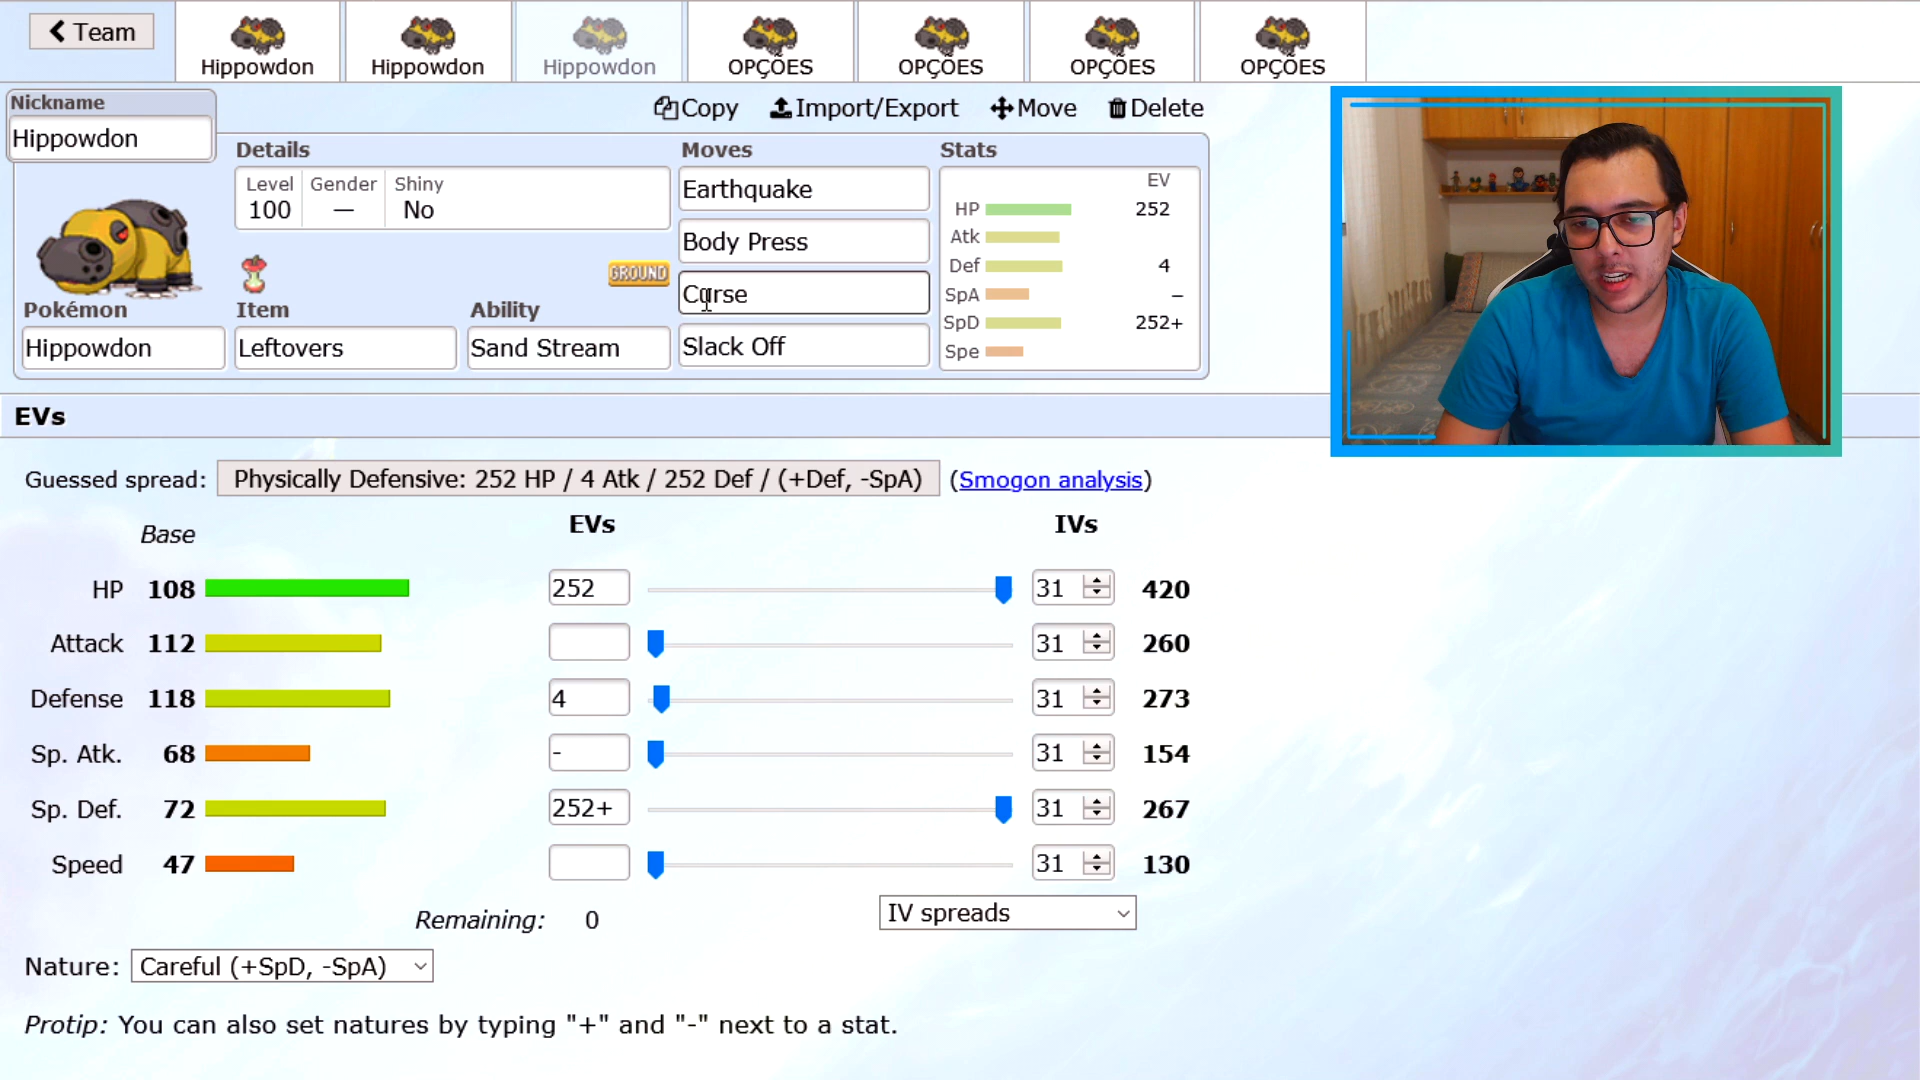 Team
Hippowdon
Hippowdon
Hippowdon
OPÇÕES
OPÇÕES
OPÇÕES
OPÇÕES
Copy
Import/Export
Move
Delete
Nickname
Hippowdon
Details
Level
100
Gender
—
Shiny
No
GROUND
Pokémon
Hippowdon
Item
Leftovers
Ability
Sand Stream
Moves
Earthquake
Body Press
Curse
Slack Off
Stats
EV
HP 252
Atk
Def 4
SpA –
SpD 252+
Spe
EVs
Guessed spread: Physically Defensive: 252 HP / 4 Atk / 252 Def / (+Def, -SpA) (Smogon analysis)
Base EVs IVs
HP 108 252 31 420
Attack 112 31 260
Defense 118 4 31 273
Sp. Atk. 68 - 31 154
Sp. Def. 72 252+ 31 267
Speed 47 31 130
Remaining: 0
IV spreads
Nature: Careful (+SpD, -SpA)
Protip: You can also set natures by typing "+" and "-" next to a stat.